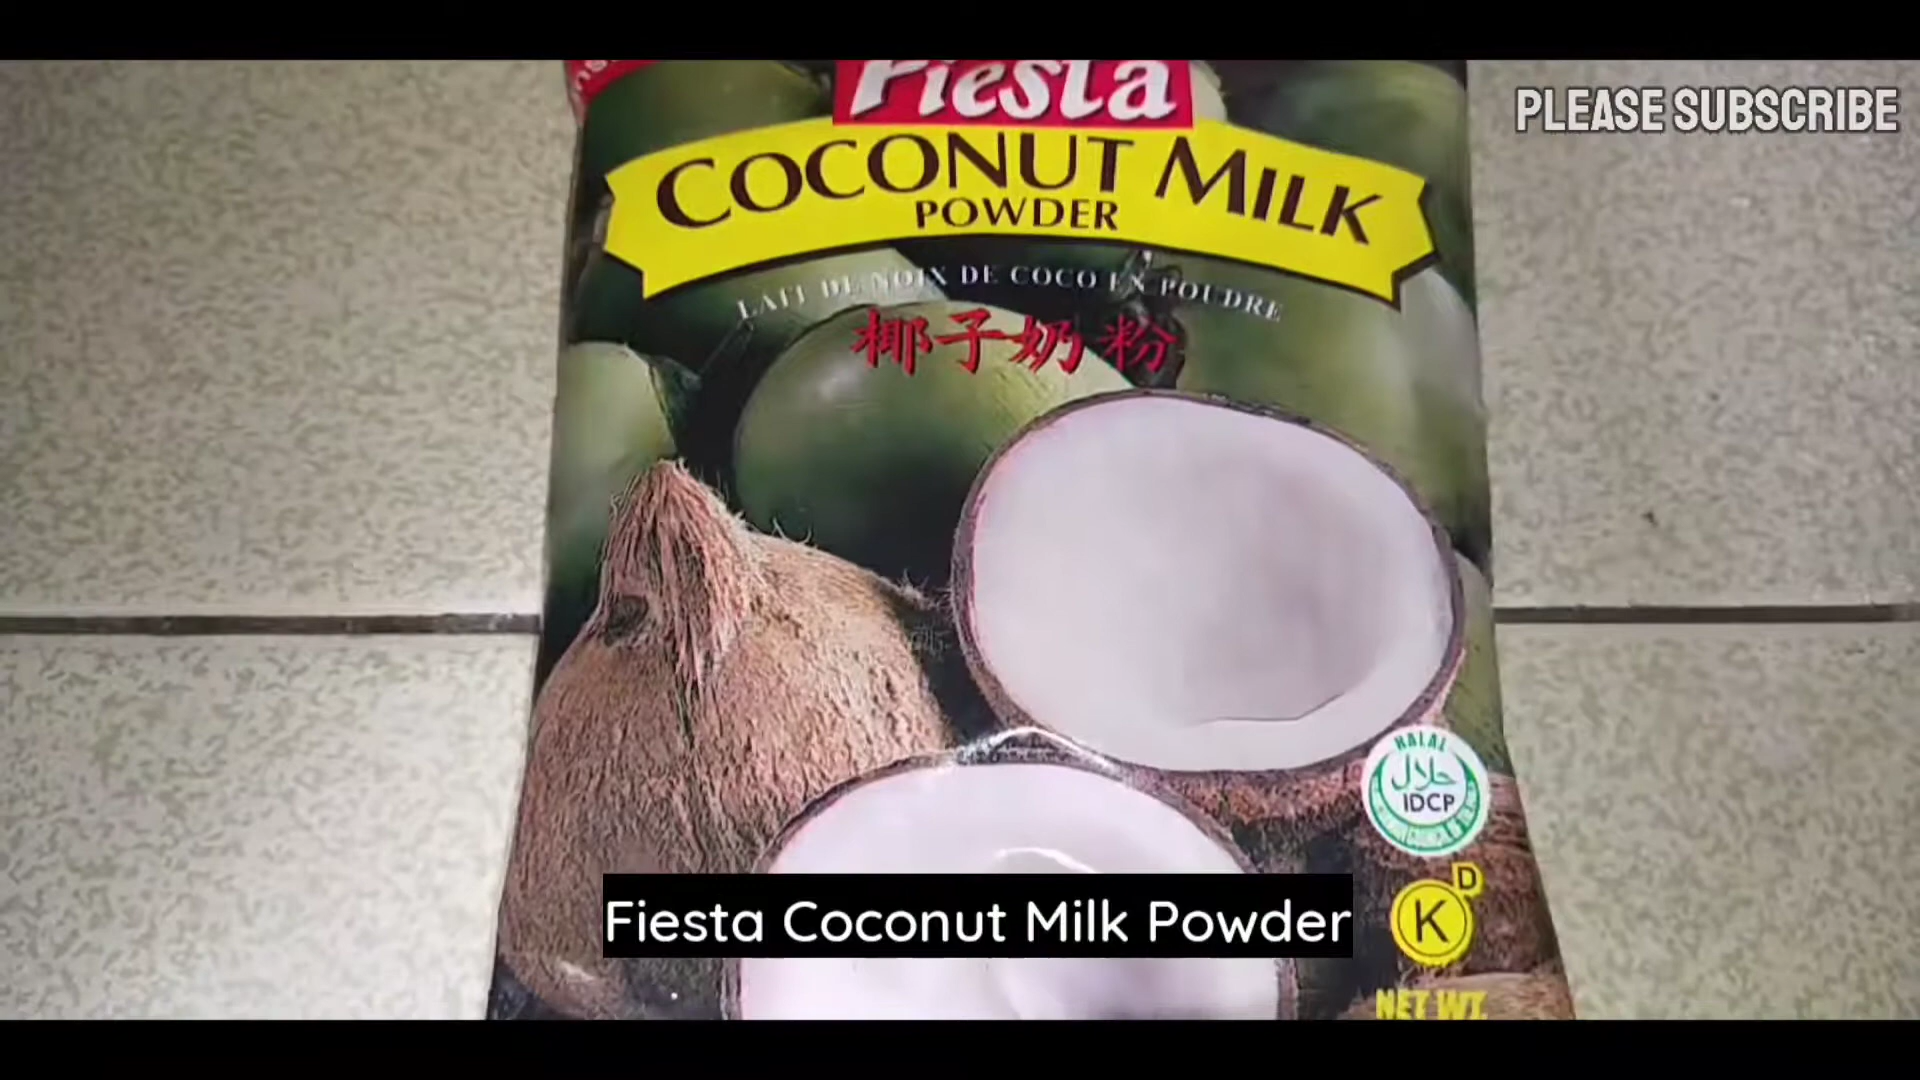 PLEASE SUBSCRIBE
Fiesta
COCONUT MILK
POWDER
LAIT DE NOIX DE COCO EN POUDRE
椰子奶粉
HALAL
حلال
IDCP
D
K
Fiesta Coconut Milk Powder
NET WT.